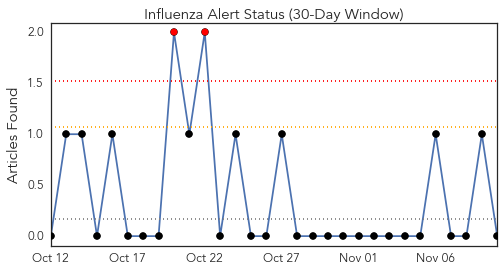 Influenza Alert Status (30-Day Window)
Articles Found
2.0
1.5
1.0
0.5
0.0
Oct 12 Oct 17 Oct 22 Oct 27 Nov 01 Nov 06